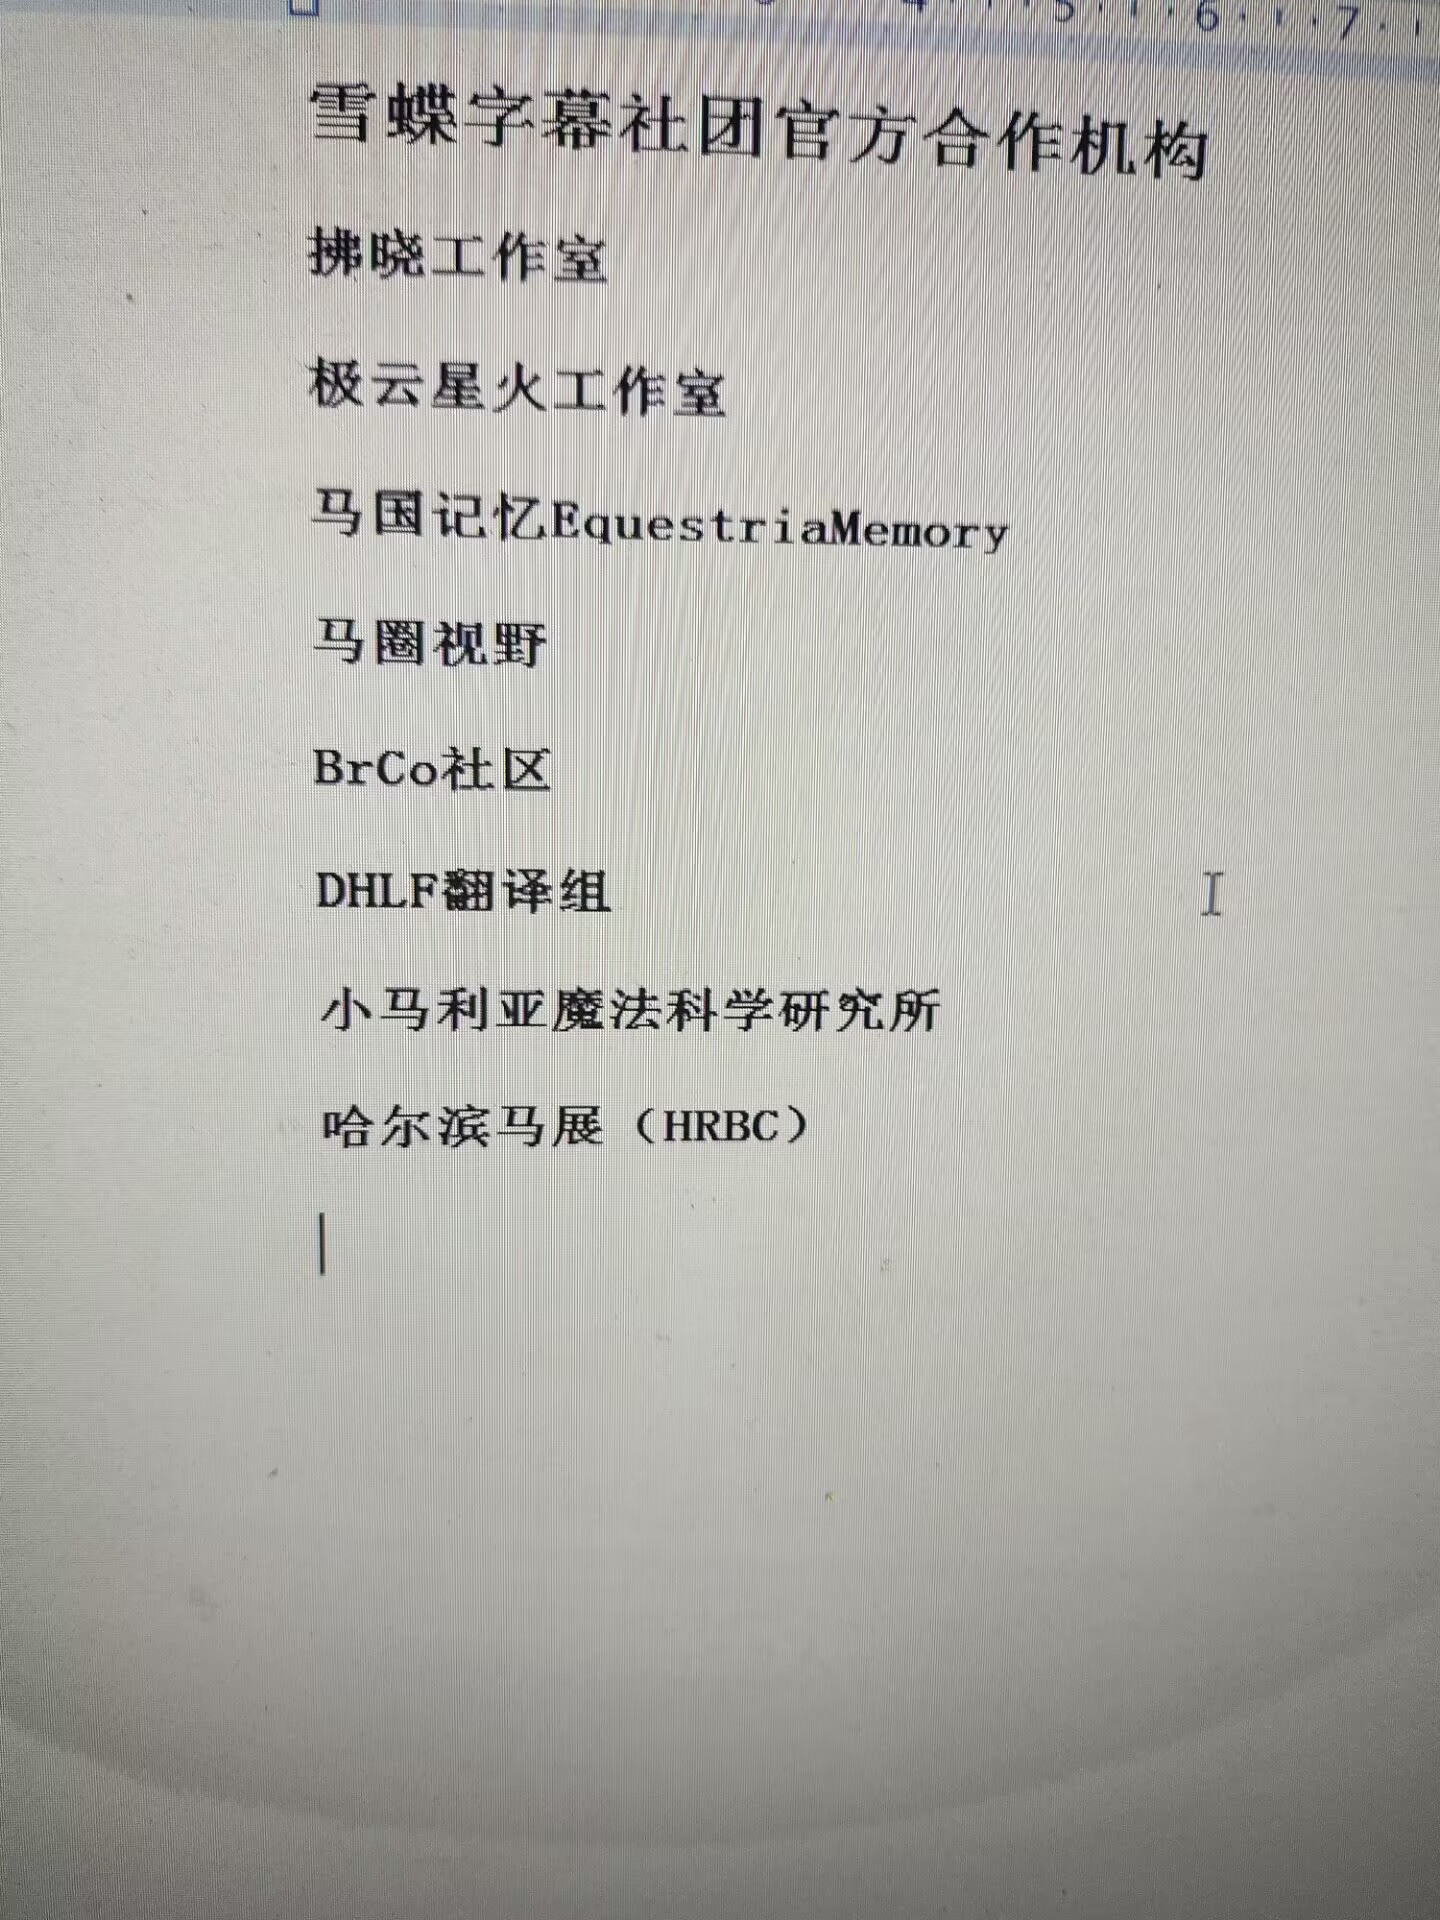 5 6 7
雪蝶字幕社团官方合作机构
拂晓工作室
极云星火工作室
马国记忆EquestriaMemory
马圈视野
BrCo社区
DHLF翻译组
小马利亚魔法科学研究所
哈尔滨马展（HRBC）